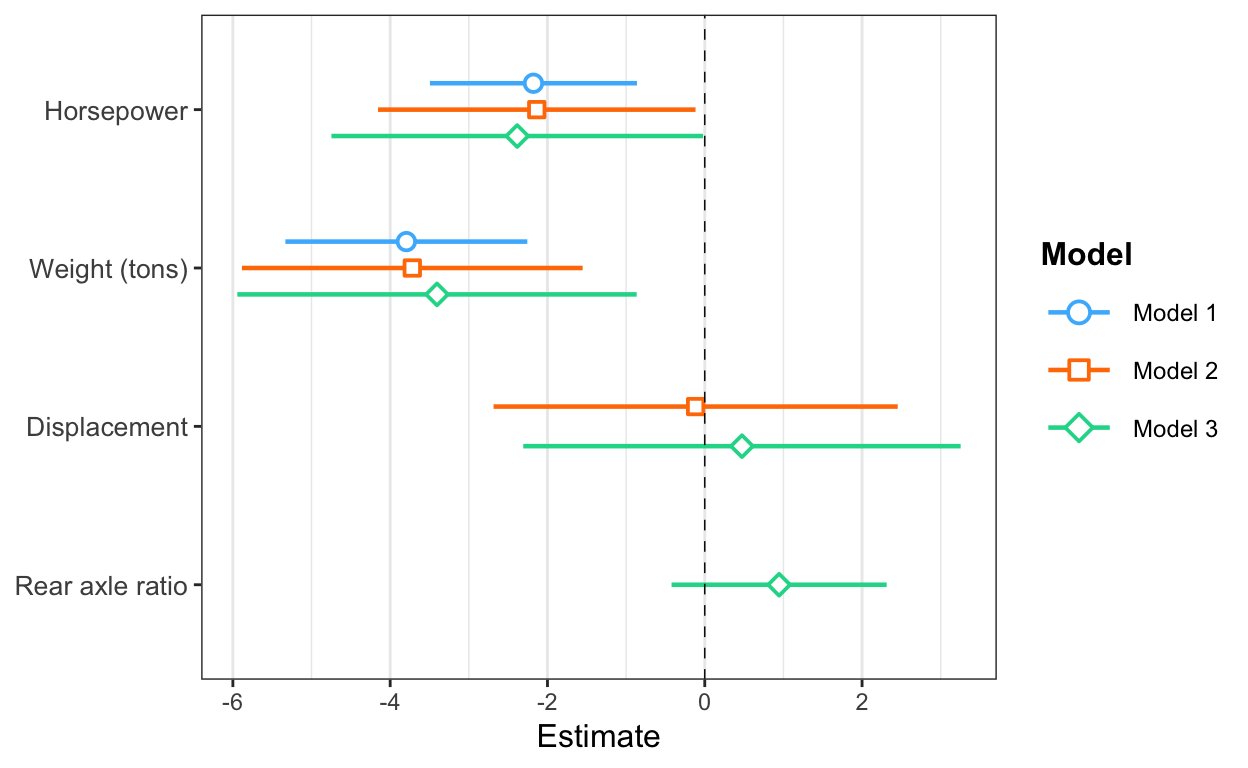 Horsepower
Weight (tons)
Displacement
Rear axle ratio
-6 -4 -2 0 2
Estimate
Model
Model 1
Model 2
Model 3